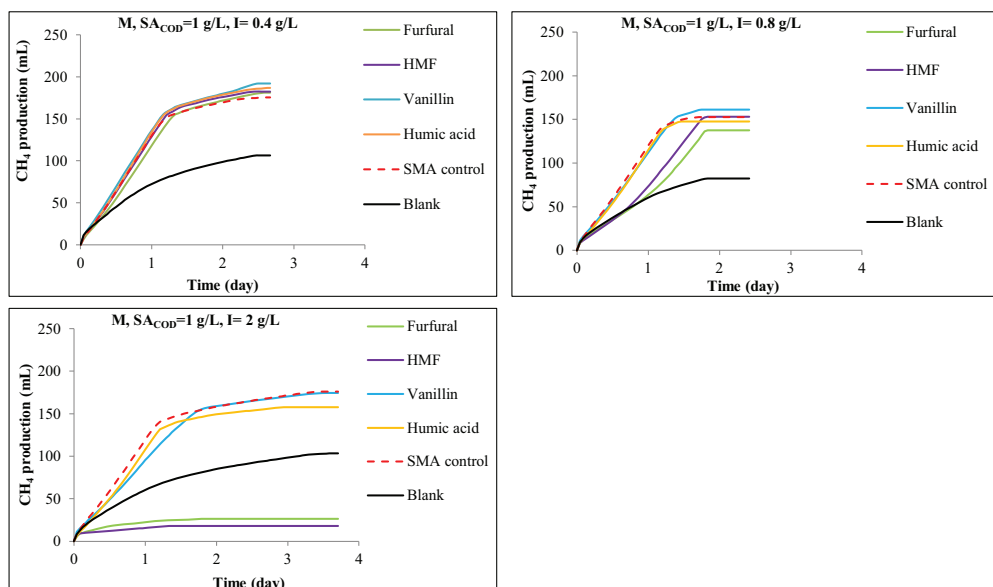 M, SA_COD=1 g/L, I= 0.4 g/L
CH₄ production (mL)
250
200
150
100
50
0
0 1 2 3 4
Time (day)
Furfural
HMF
Vanillin
Humic acid
SMA control
Blank
M, SA_COD=1 g/L, I= 0.8 g/L
CH₄ production (mL)
250
200
150
100
50
0
0 1 2 3 4
Time (day)
Furfural
HMF
Vanillin
Humic acid
SMA control
Blank
M, SA_COD=1 g/L, I= 2 g/L
CH₄ production (mL)
250
200
150
100
50
0
0 1 2 3 4
Time (day)
Furfural
HMF
Vanillin
Humic acid
SMA control
Blank